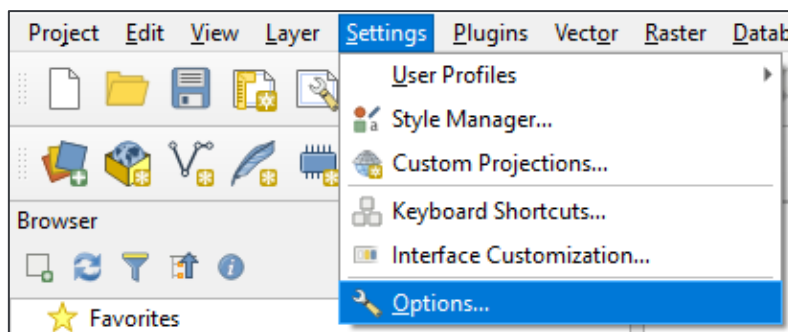 Project Edit View Layer Settings Plugins Vector Raster Datab
User Profiles
Style Manager...
Custom Projections...
Keyboard Shortcuts...
Interface Customization...
Options...
Browser
Favorites